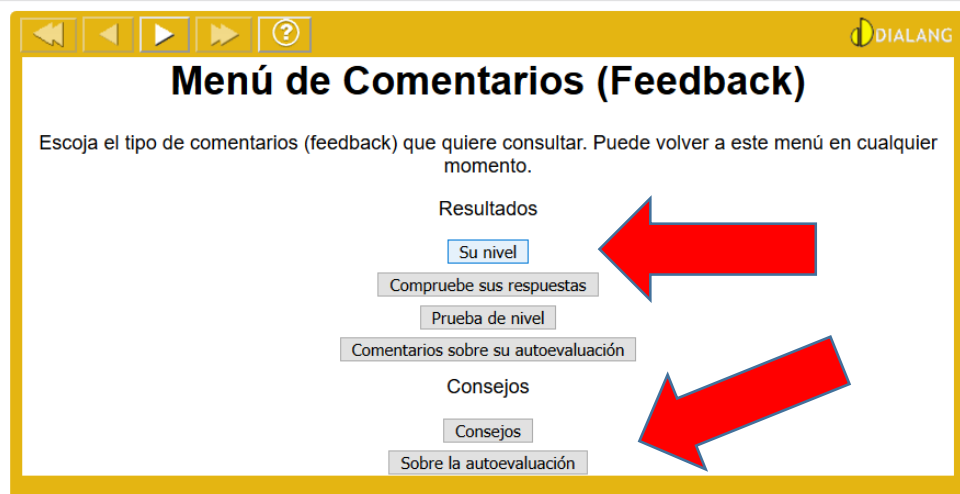 ?
DIALANG
Menú de Comentarios (Feedback)
Escoja el tipo de comentarios (feedback) que quiere consultar. Puede volver a este menú en cualquier
momento.
Resultados
Su nivel
Compruebe sus respuestas
Prueba de nivel
Comentarios sobre su autoevaluación
Consejos
Consejos
Sobre la autoevaluación